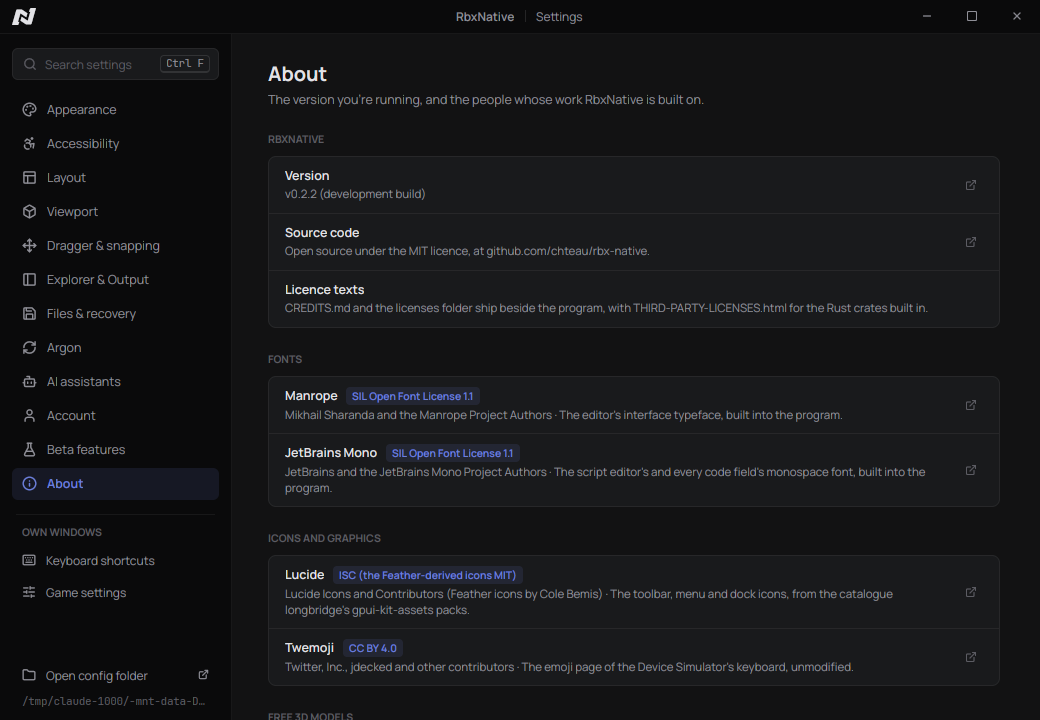 RbxNative Settings
Search settings Ctrl F
Appearance
Accessibility
Layout
Viewport
Dragger & snapping
Explorer & Output
Files & recovery
Argon
AI assistants
Account
Beta features
About
OWN WINDOWS
Keyboard shortcuts
Game settings
Open config folder
/tmp/claude-1000/-mnt-data-D…
About
The version you're running, and the people whose work RbxNative is built on.
RBXNATIVE
Version
v0.2.2 (development build)
Source code
Open source under the MIT licence, at github.com/chteau/rbx-native.
Licence texts
CREDITS.md and the licenses folder ship beside the program, with THIRD-PARTY-LICENSES.html for the Rust crates built in.
FONTS
Manrope SIL Open Font License 1.1
Mikhail Sharanda and the Manrope Project Authors · The editor's interface typeface, built into the program.
JetBrains Mono SIL Open Font License 1.1
JetBrains and the JetBrains Mono Project Authors · The script editor's and every code field's monospace font, built into the
program.
ICONS AND GRAPHICS
Lucide ISC (the Feather-derived icons MIT)
Lucide Icons and Contributors (Feather icons by Cole Bemis) · The toolbar, menu and dock icons, from the catalogue
longbridge's gpui-kit-assets packs.
Twemoji CC BY 4.0
Twitter, Inc., jdecked and other contributors · The emoji page of the Device Simulator's keyboard, unmodified.
FREE 3D MODELS